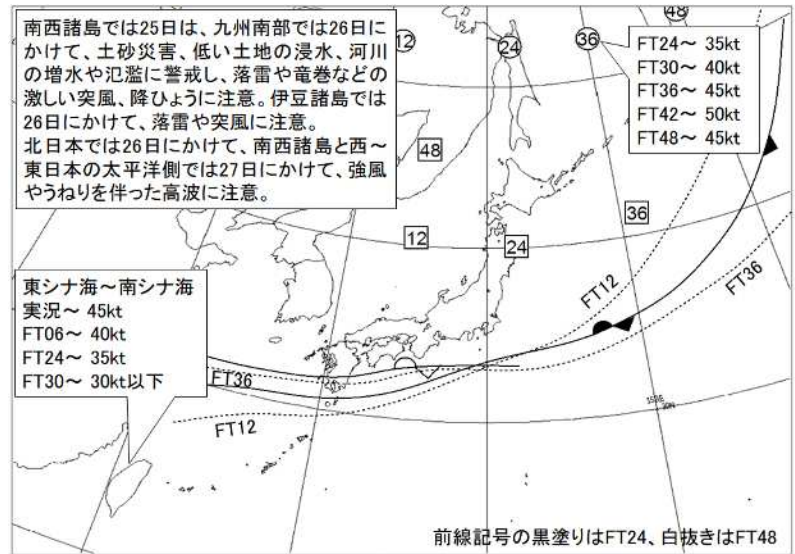 南西諸島では25日は、九州南部では26日に
かけて、土砂災害、低い土地の浸水、河川
の増水や氾濫に警戒し、落雷や竜巻などの
激しい突風、降ひょうに注意。伊豆諸島では
26日にかけて、落雷や突風に注意。
北日本では26日にかけて、南西諸島と西～
東日本の太平洋側では27日にかけて、強風
やうねりを伴った高波に注意。
12
24
36
48
FT24～ 35kt
FT30～ 40kt
FT36～ 45kt
FT42～ 50kt
FT48～ 45kt
48
36
12
24
東シナ海～南シナ海
実況～ 45kt
FT06～ 40kt
FT24～ 35kt
FT30～ 30kt以下
FT12
FT36
FT36
FT12
前線記号の黒塗りはFT24、白抜きはFT48